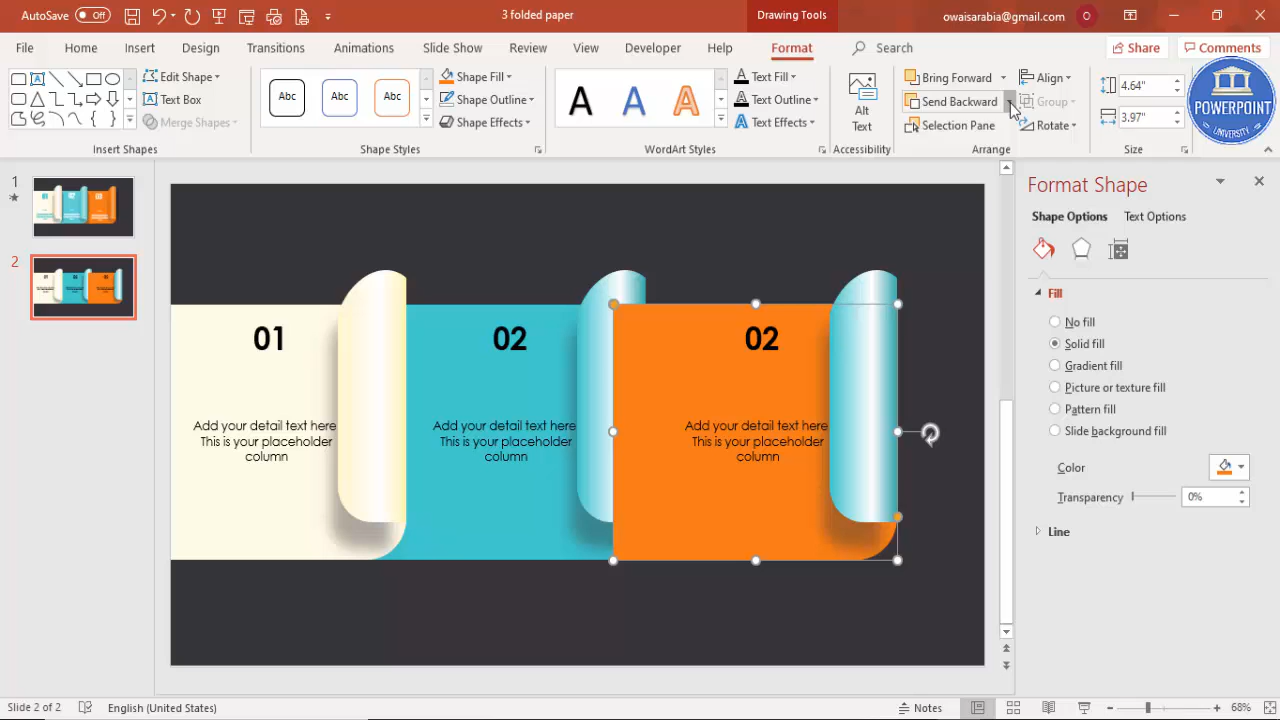 AutoSave Off 3 folded paper Drawing Tools owaisarabia@gmail.com O
File Home Insert Design Transitions Animations Slide Show Review View Developer Help Format Search Share Comments
Edit Shape
Text Box
Merge Shapes
Insert Shapes
Abc Abc Abc
Shape Fill
Shape Outline
Shape Effects
Shape Styles
A A A
Text Fill
Text Outline
Text Effects
WordArt Styles
Alt
Text
Accessibility
Bring Forward
Send Backward
Selection Pane
Align
Group
Rotate
Arrange
4.64"
3.97"
Size
POWERPOINT
UNIVERSITY
1
2
01
Add your detail text here
This is your placeholder
column
02
Add your detail text here
This is your placeholder
column
02
Add your detail text here
This is your placeholder
column
Format Shape
Shape Options Text Options
Fill
No fill
Solid fill
Gradient fill
Picture or texture fill
Pattern fill
Slide background fill
Color
Transparency 0%
Line
Slide 2 of 2 English (United States) Notes 68%